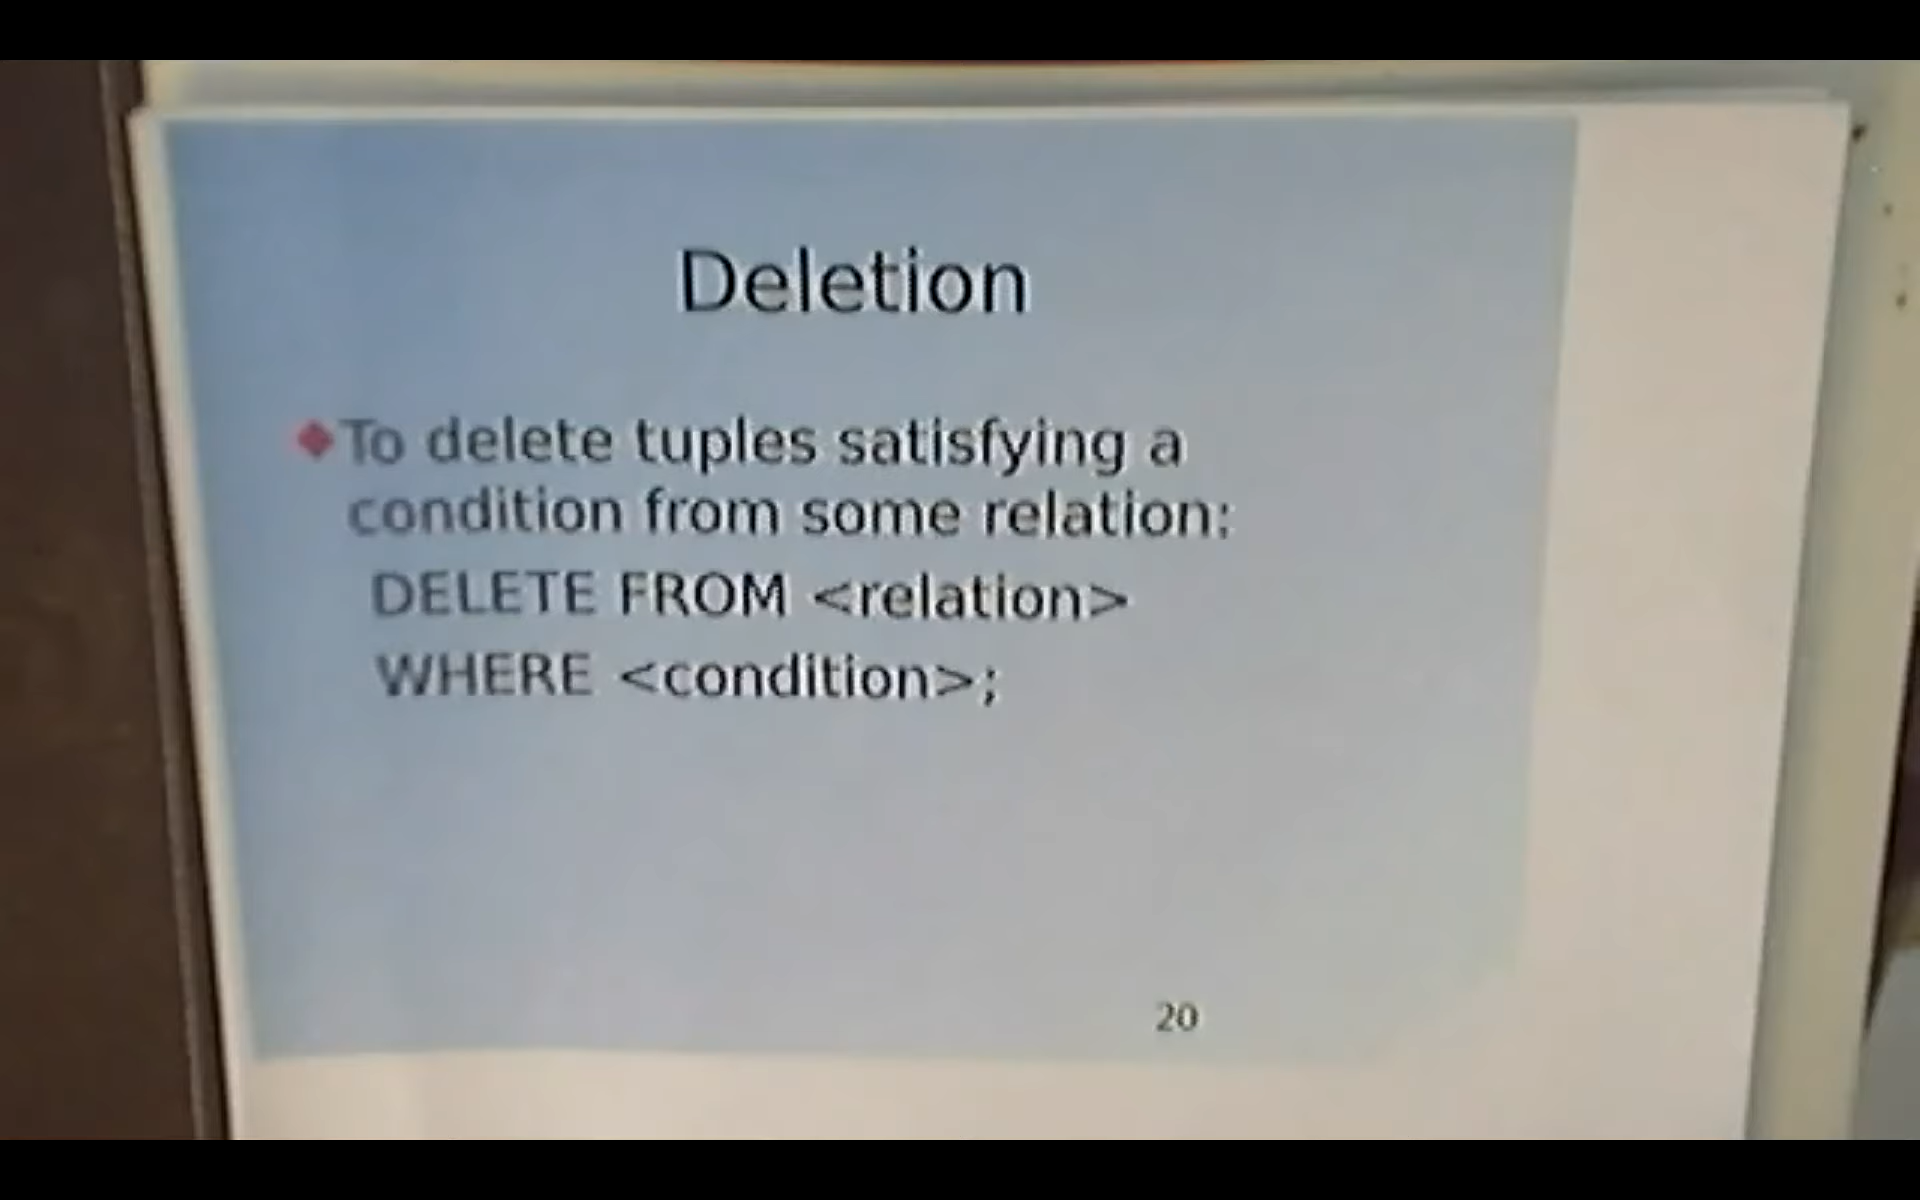 Deletion
To delete tuples satisfying a
condition from some relation:
DELETE FROM <relation>
WHERE <condition>;
20